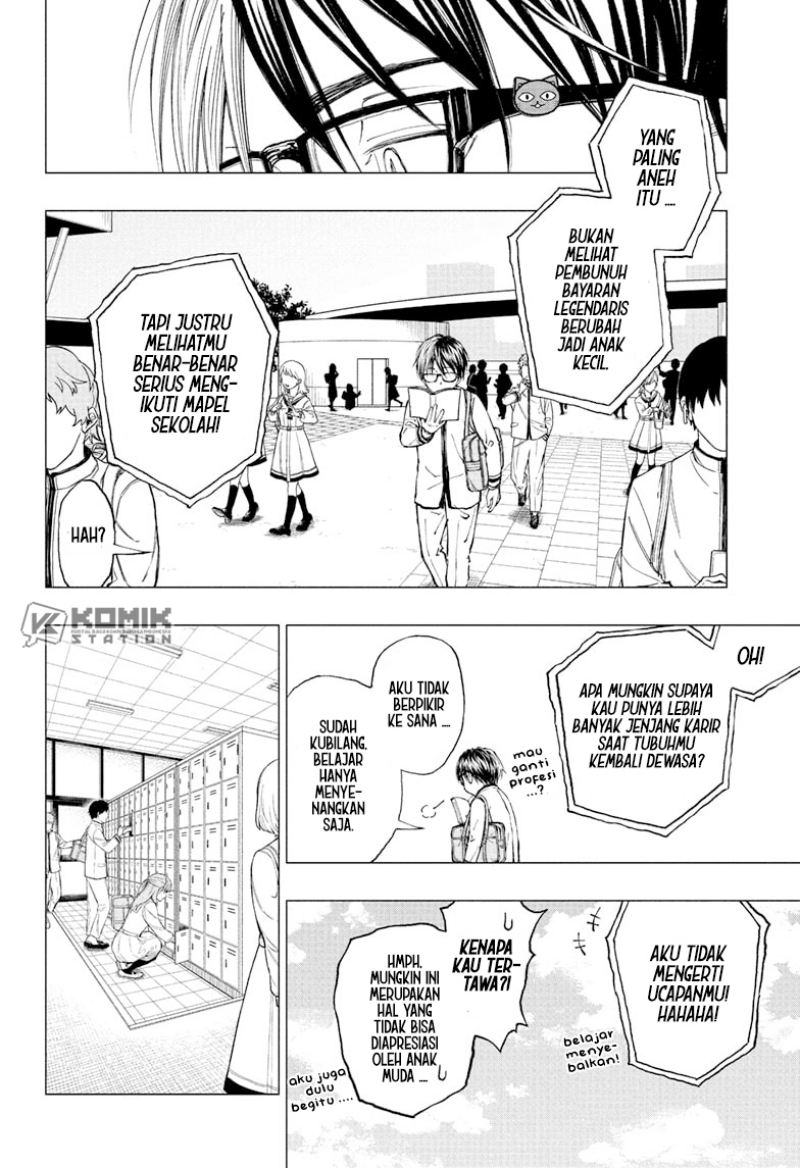 YANG
PALING
ANEH
ITU ....
BUKAN
MELIHAT
PEMBUNUH
BAYARAN
LEGENDARIS
BERUBAH
JADI ANAK
KECIL.
TAPI JUSTRU
MELIHATMU
BENAR-BENAR
SERIUS MENG-
IKUTI MAPEL
SEKOLAH!
HAH?
KOMIK
STATION
OH!
APA MUNGKIN SUPAYA
KAU PUNYA LEBIH
BANYAK JENJANG KARIR
SAAT TUBUHMU
KEMBALI DEWASA?
mau
ganti
profesi
...?
AKU TIDAK
BERPIKIR
KE SANA ....
SUDAH
KUBILANG,
BELAJAR
HANYA
MENYE-
NANGKAN
SAJA.
AKU TIDAK
MENGERTI
UCAPANMU!
HAHAHA!
belajar
menye-
balkan!
KENAPA
KAU TER-
TAWA?!
HMPH,
MUNGKIN INI
MERUPAKAN
HAL YANG
TIDAK BISA
DIAPRESIASI
OLEH ANAK
MUDA ....
aku juga
dulu
begitu ....